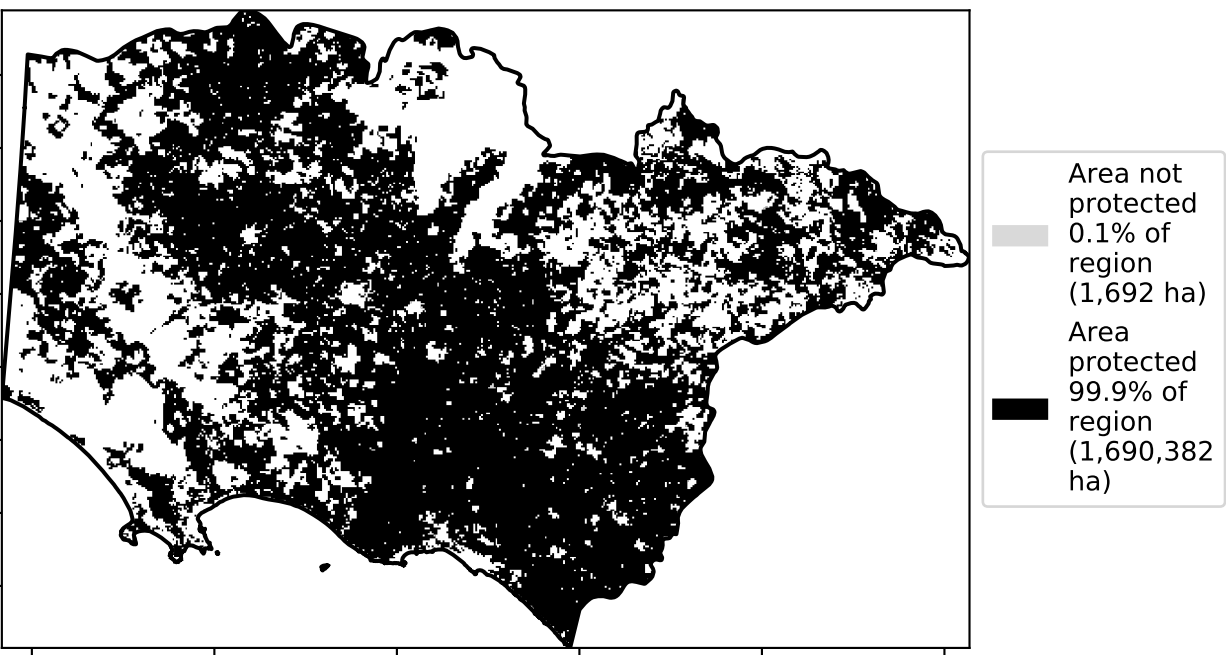 Area not
protected
0.1% of
region
(1,692 ha)
Area
protected
99.9% of
region
(1,690,382
ha)